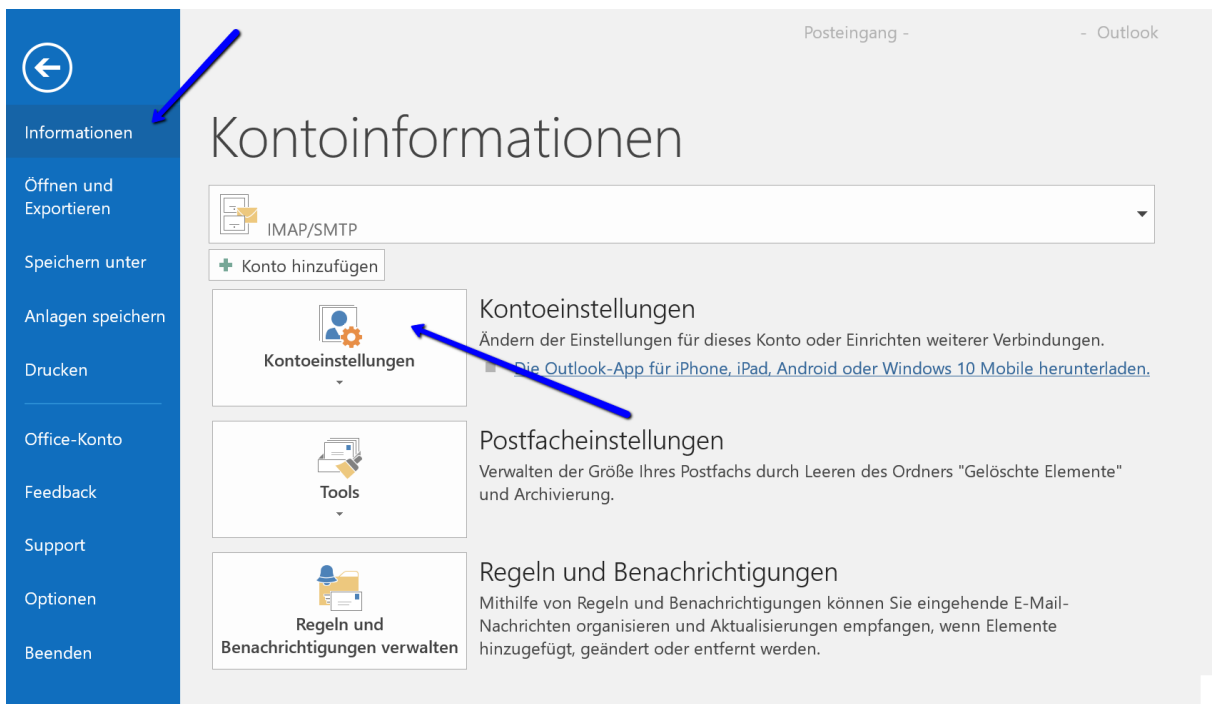 Posteingang - - Outlook
Informationen
Öffnen und
Exportieren
Speichern unter
Anlagen speichern
Drucken
Office-Konto
Feedback
Support
Optionen
Beenden
Kontoinformationen
IMAP/SMTP
Konto hinzufügen
Kontoeinstellungen
Kontoeinstellungen
Ändern der Einstellungen für dieses Konto oder Einrichten weiterer Verbindungen.
Die Outlook-App für iPhone, iPad, Android oder Windows 10 Mobile herunterladen.
Tools
Postfacheinstellungen
Verwalten der Größe Ihres Postfachs durch Leeren des Ordners "Gelöschte Elemente"
und Archivierung.
Regeln und
Benachrichtigungen verwalten
Regeln und Benachrichtigungen
Mithilfe von Regeln und Benachrichtigungen können Sie eingehende E-Mail-
Nachrichten organisieren und Aktualisierungen empfangen, wenn Elemente
hinzugefügt, geändert oder entfernt werden.